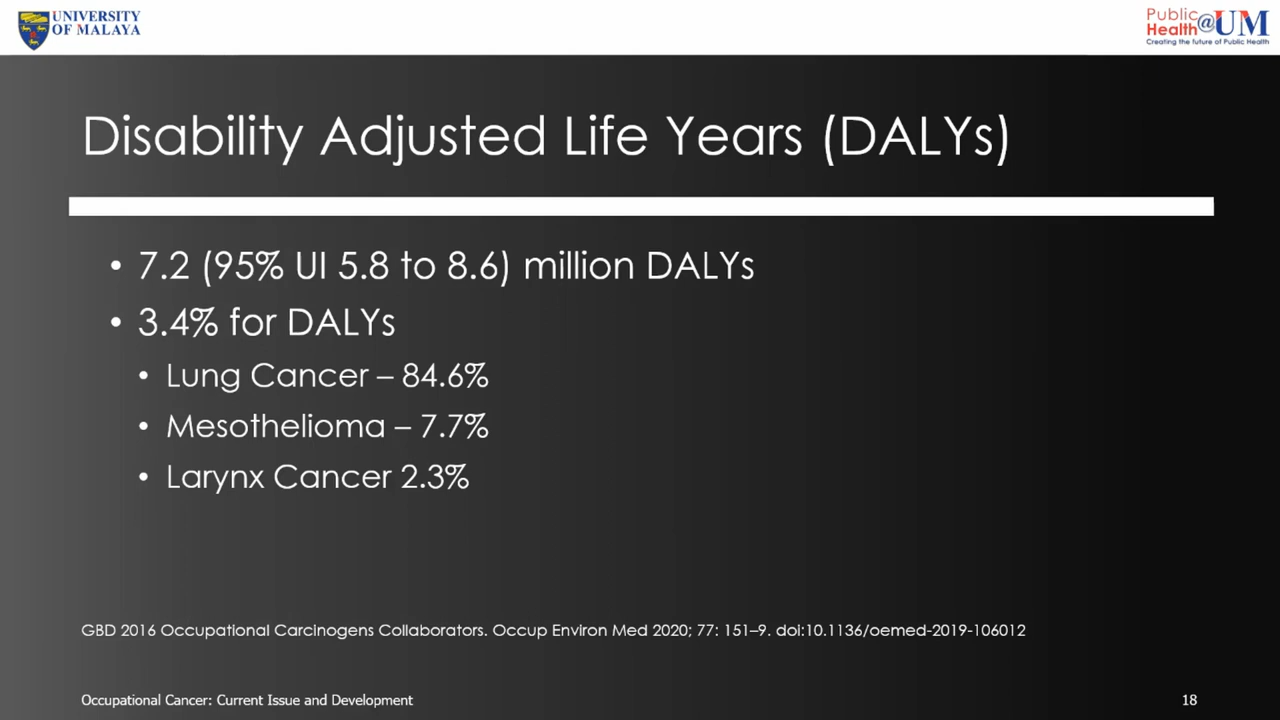 UNIVERSITY
OF MALAYA
Public
Health@UM
Creating the future of Public Health
Disability Adjusted Life Years (DALYs)
• 7.2 (95% UI 5.8 to 8.6) million DALYs
• 3.4% for DALYs
• Lung Cancer – 84.6%
• Mesothelioma – 7.7%
• Larynx Cancer 2.3%
GBD 2016 Occupational Carcinogens Collaborators. Occup Environ Med 2020; 77: 151–9. doi:10.1136/oemed-2019-106012
Occupational Cancer: Current Issue and Development
18